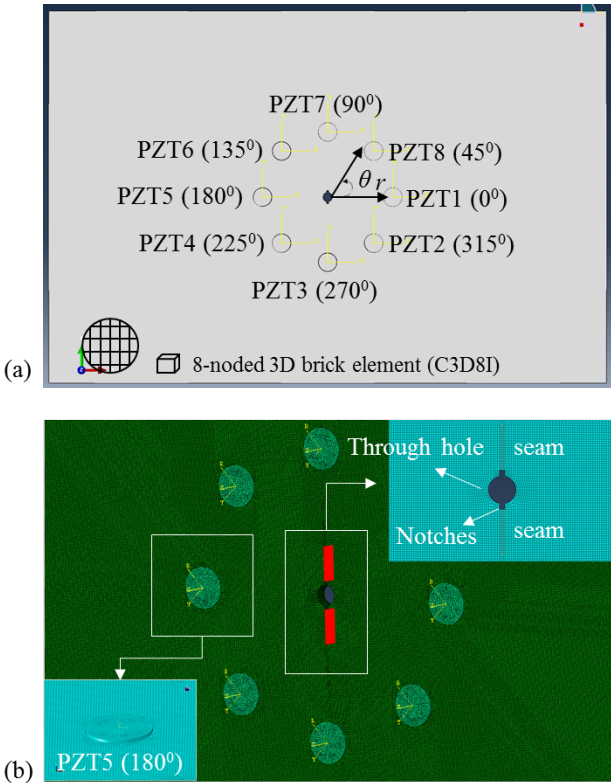 PZT7 (90⁰)
PZT6 (135⁰)
PZT8 (45⁰)
θ r
PZT5 (180⁰)
PZT1 (0⁰)
PZT4 (225⁰)
PZT2 (315⁰)
PZT3 (270⁰)
(a)
8-noded 3D brick element (C3D8I)
Through hole
seam
Notches
seam
PZT5 (180⁰)
(b)